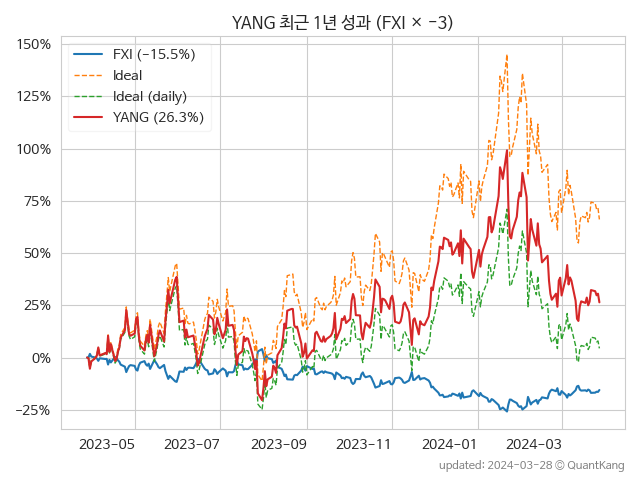 YANG 최근 1년 성과 (FXI × −3)
150%
125%
100%
75%
50%
25%
0%
−25%
FXI (−15.5%)
Ideal
Ideal (daily)
YANG (26.3%)
2023-05
2023-07
2023-09
2023-11
2024-01
2024-03
updated: 2024-03-28 © QuantKang